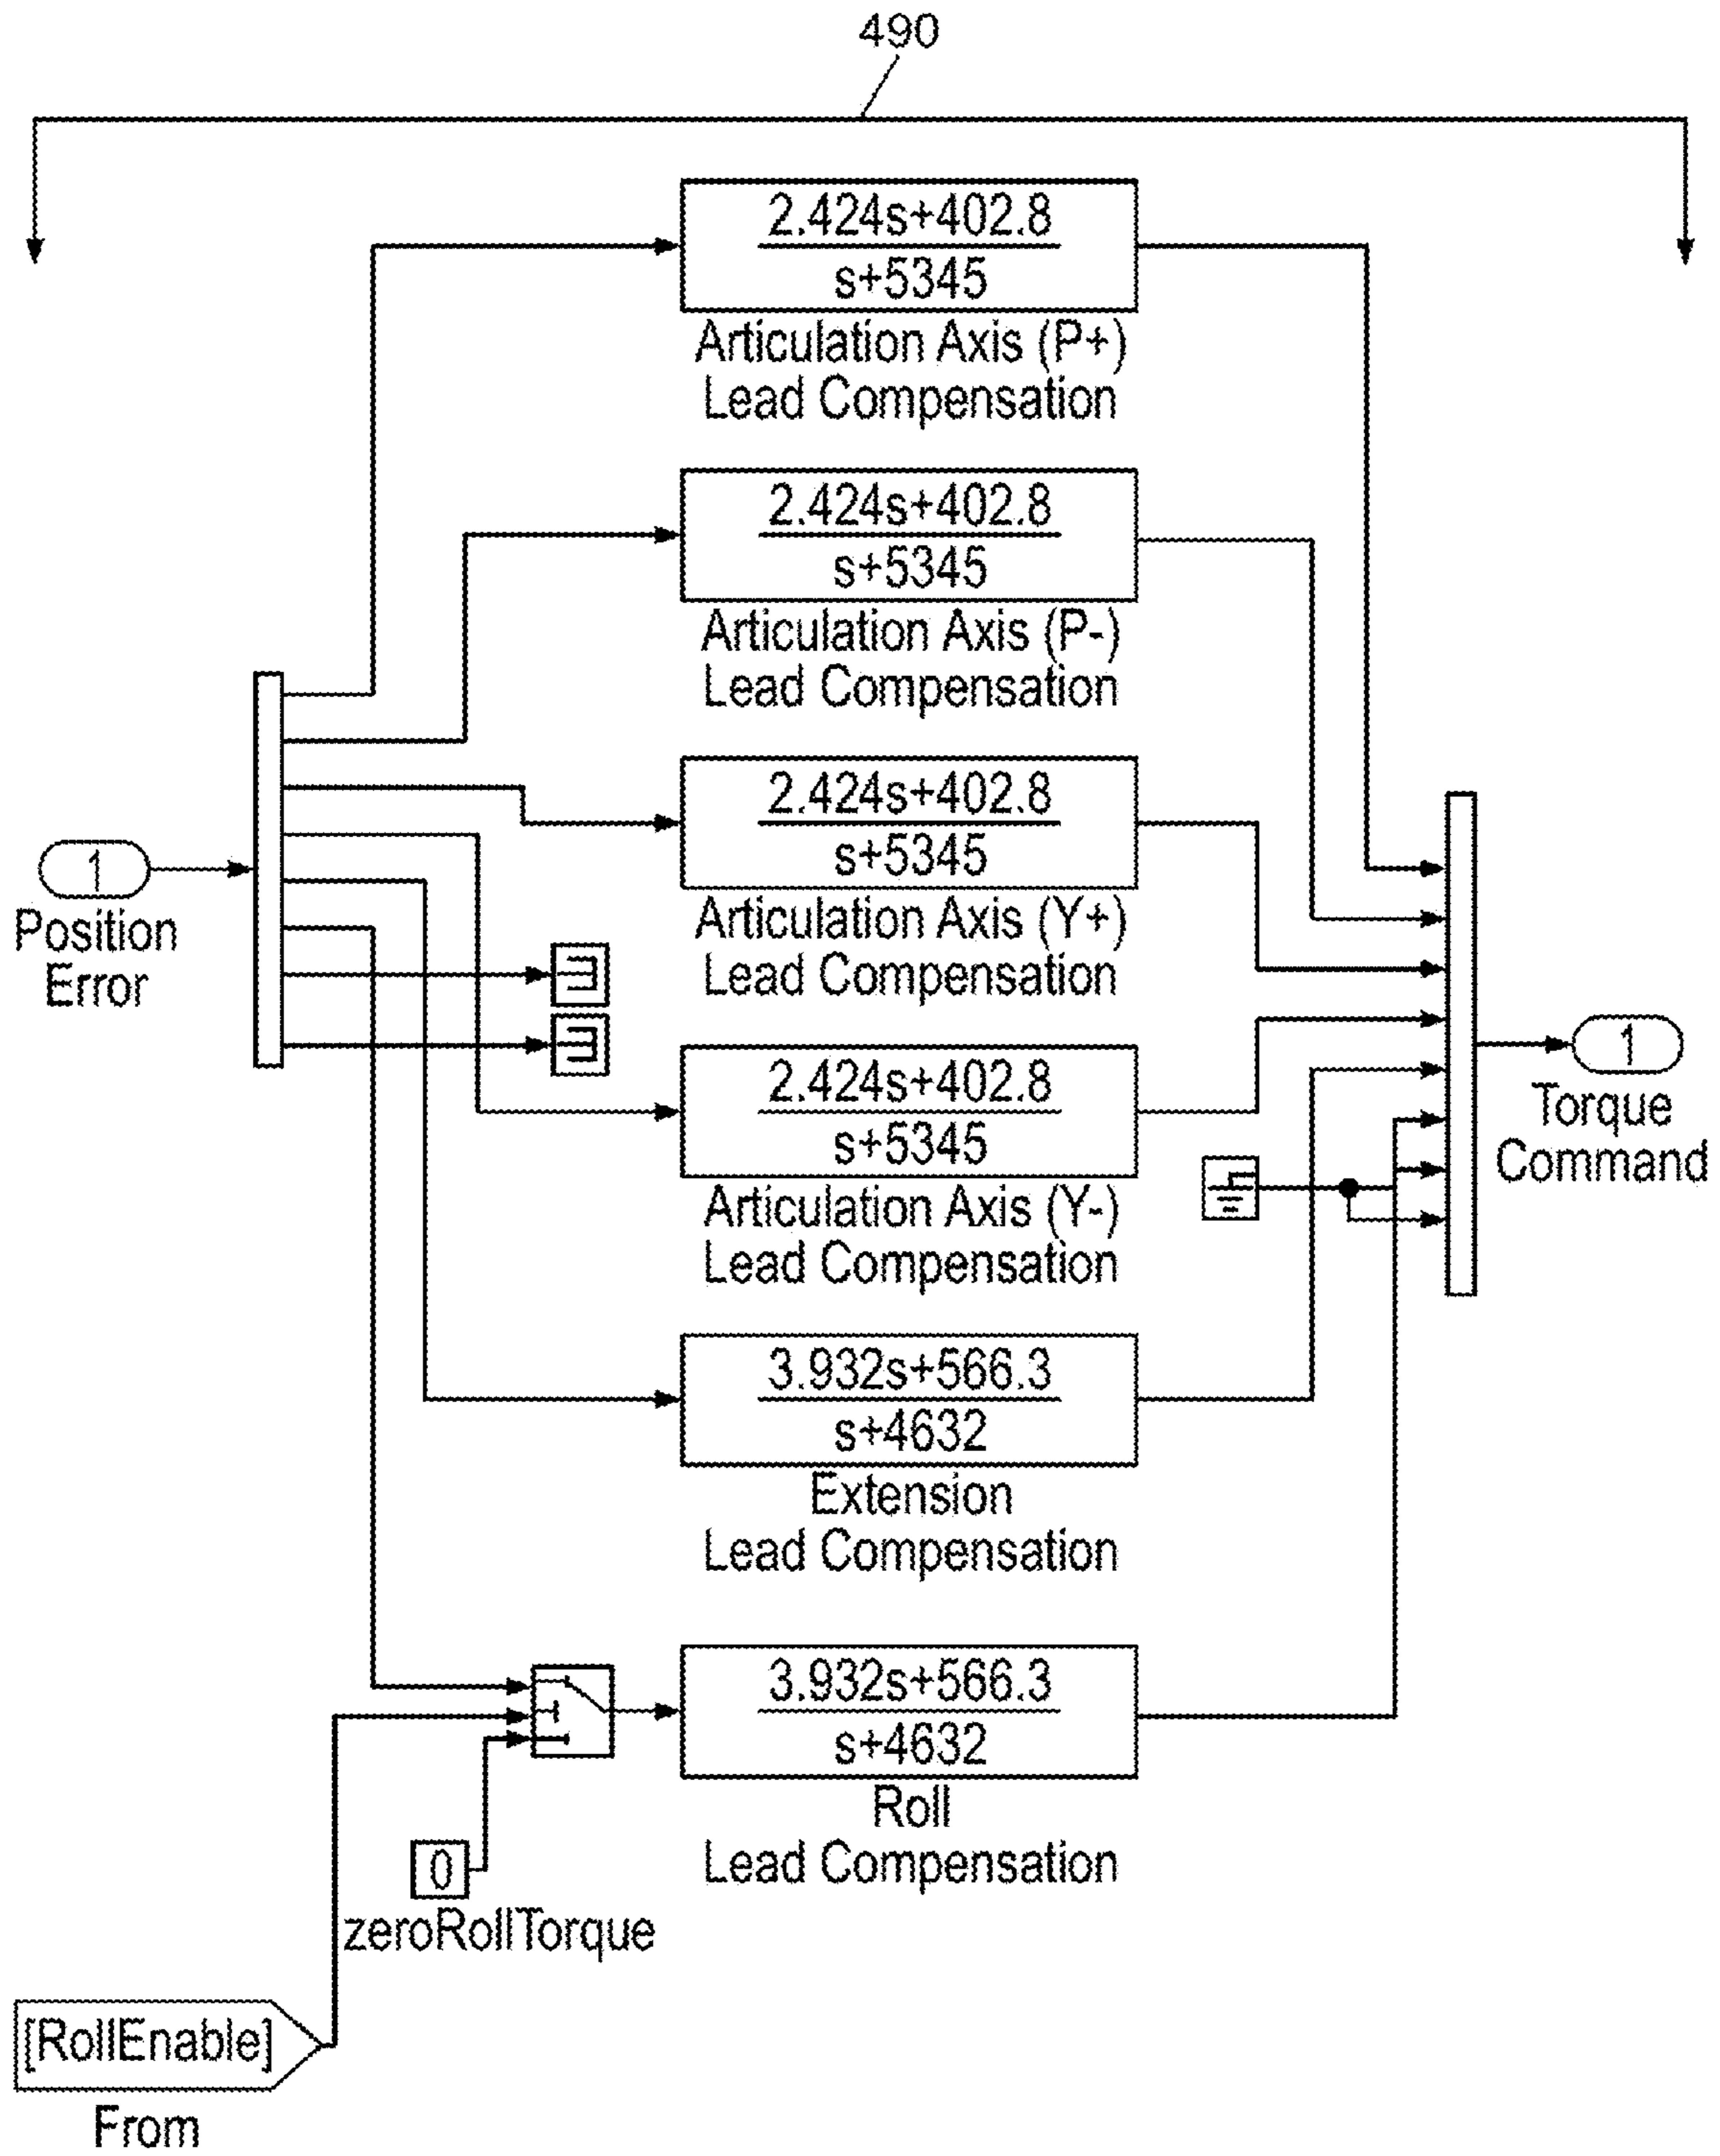 490
2.424s+402.8
s+5345
Articulation Axis (P+)
Lead Compensation
2.424s+402.8
s+5345
Articulation Axis (P-)
Lead Compensation
2.424s+402.8
s+5345
Articulation Axis (Y+)
Lead Compensation
1
Position
Error
2.424s+402.8
s+5345
Articulation Axis (Y-)
Lead Compensation
1
Torque
Command
3.932s+566.3
s+4632
Extension
Lead Compensation
3.932s+566.3
s+4632
Roll
Lead Compensation
0
zeroRollTorque
[RollEnable]
From